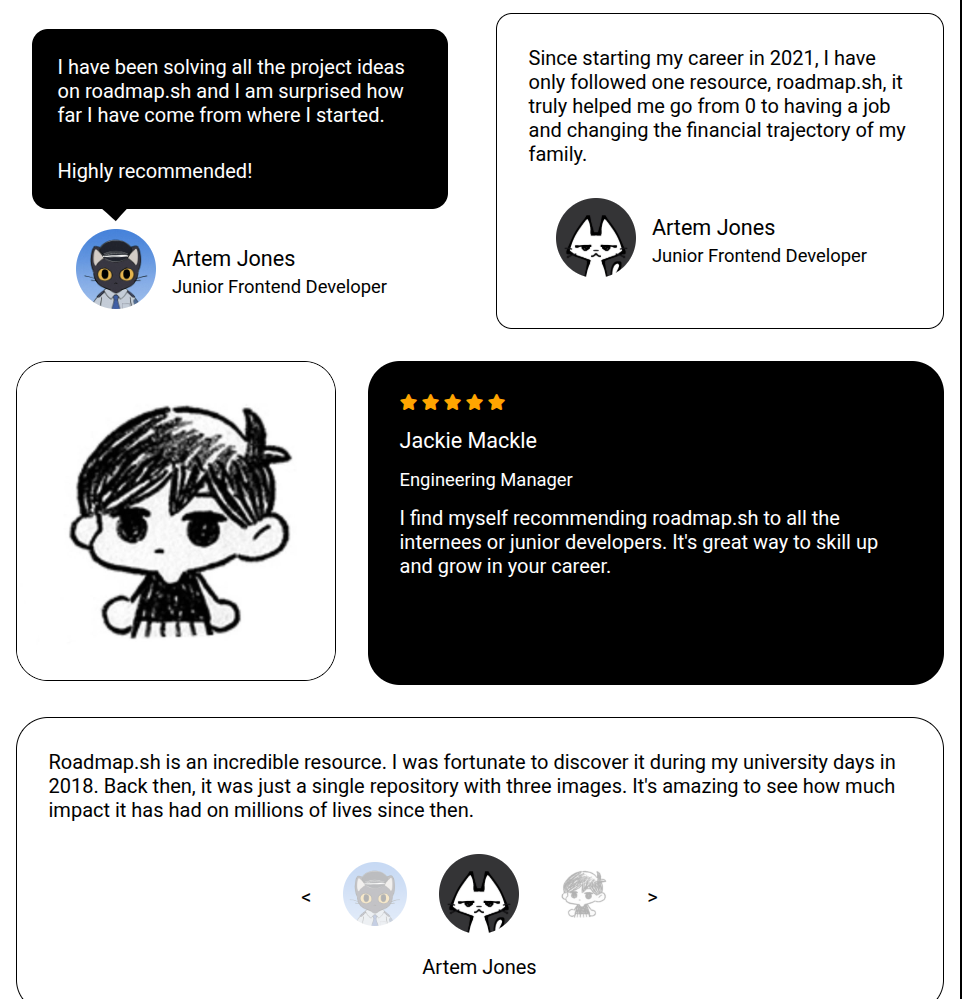 I have been solving all the project ideas
on roadmap.sh and I am surprised how
far I have come from where I started.
Highly recommended!
Artem Jones
Junior Frontend Developer
Since starting my career in 2021, I have
only followed one resource, roadmap.sh, it
truly helped me go from 0 to having a job
and changing the financial trajectory of my
family.
Artem Jones
Junior Frontend Developer
Jackie Mackle
Engineering Manager
I find myself recommending roadmap.sh to all the
internees or junior developers. It's great way to skill up
and grow in your career.
Roadmap.sh is an incredible resource. I was fortunate to discover it during my university days in
2018. Back then, it was just a single repository with three images. It's amazing to see how much
impact it has had on millions of lives since then.
< >
Artem Jones